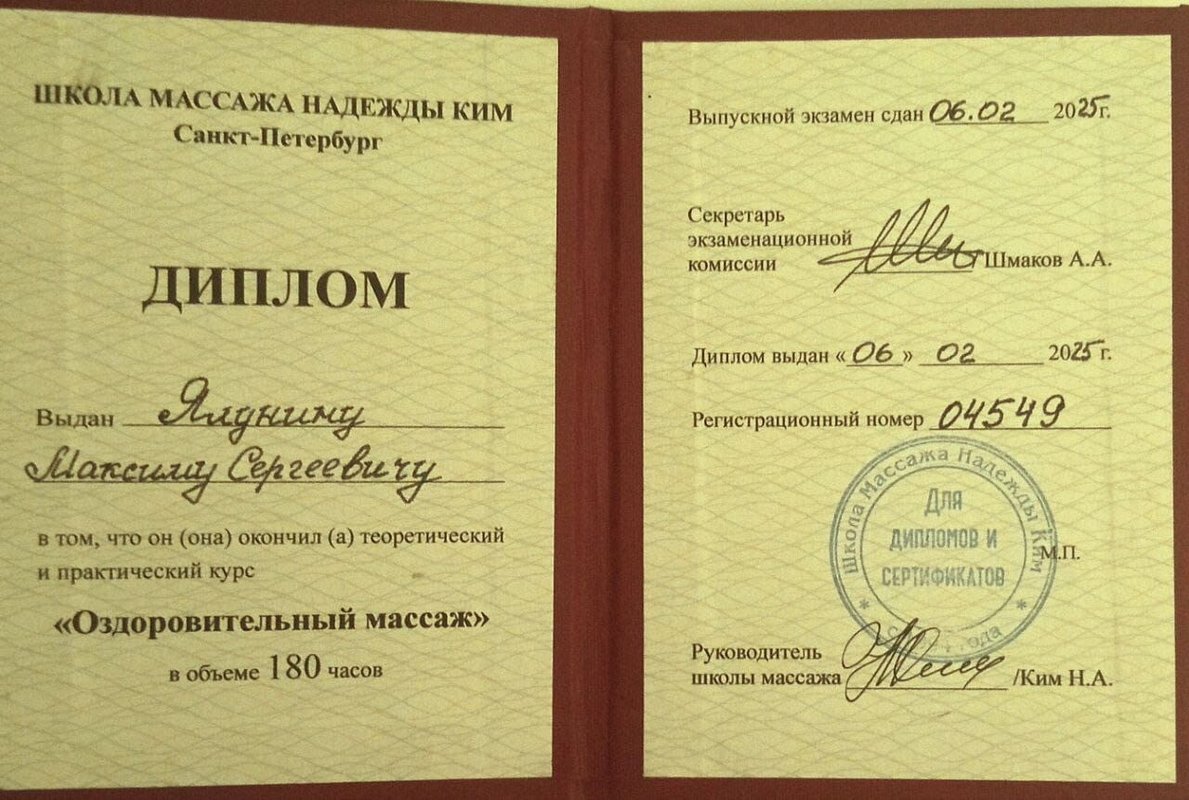 ШКОЛА МАССАЖА НАДЕЖДЫ КИМ
Санкт-Петербург
ДИПЛОМ
Выдан Ялунину
Максиму Сергеевичу
в том, что он (она) окончил (а) теоретический
и практический курс
«Оздоровительный массаж»
в объеме 180 часов
Выпускной экзамен сдан 06.02 2025г.
Секретарь
экзаменационной
комиссии Шмаков А.А.
Диплом выдан «06» 02 2025 г.
Регистрационный номер 04549
Школа Массажа Надежды Ким
Для
дипломов и
сертификатов
М.П.
Руководитель
школы массажа /Ким Н.А.